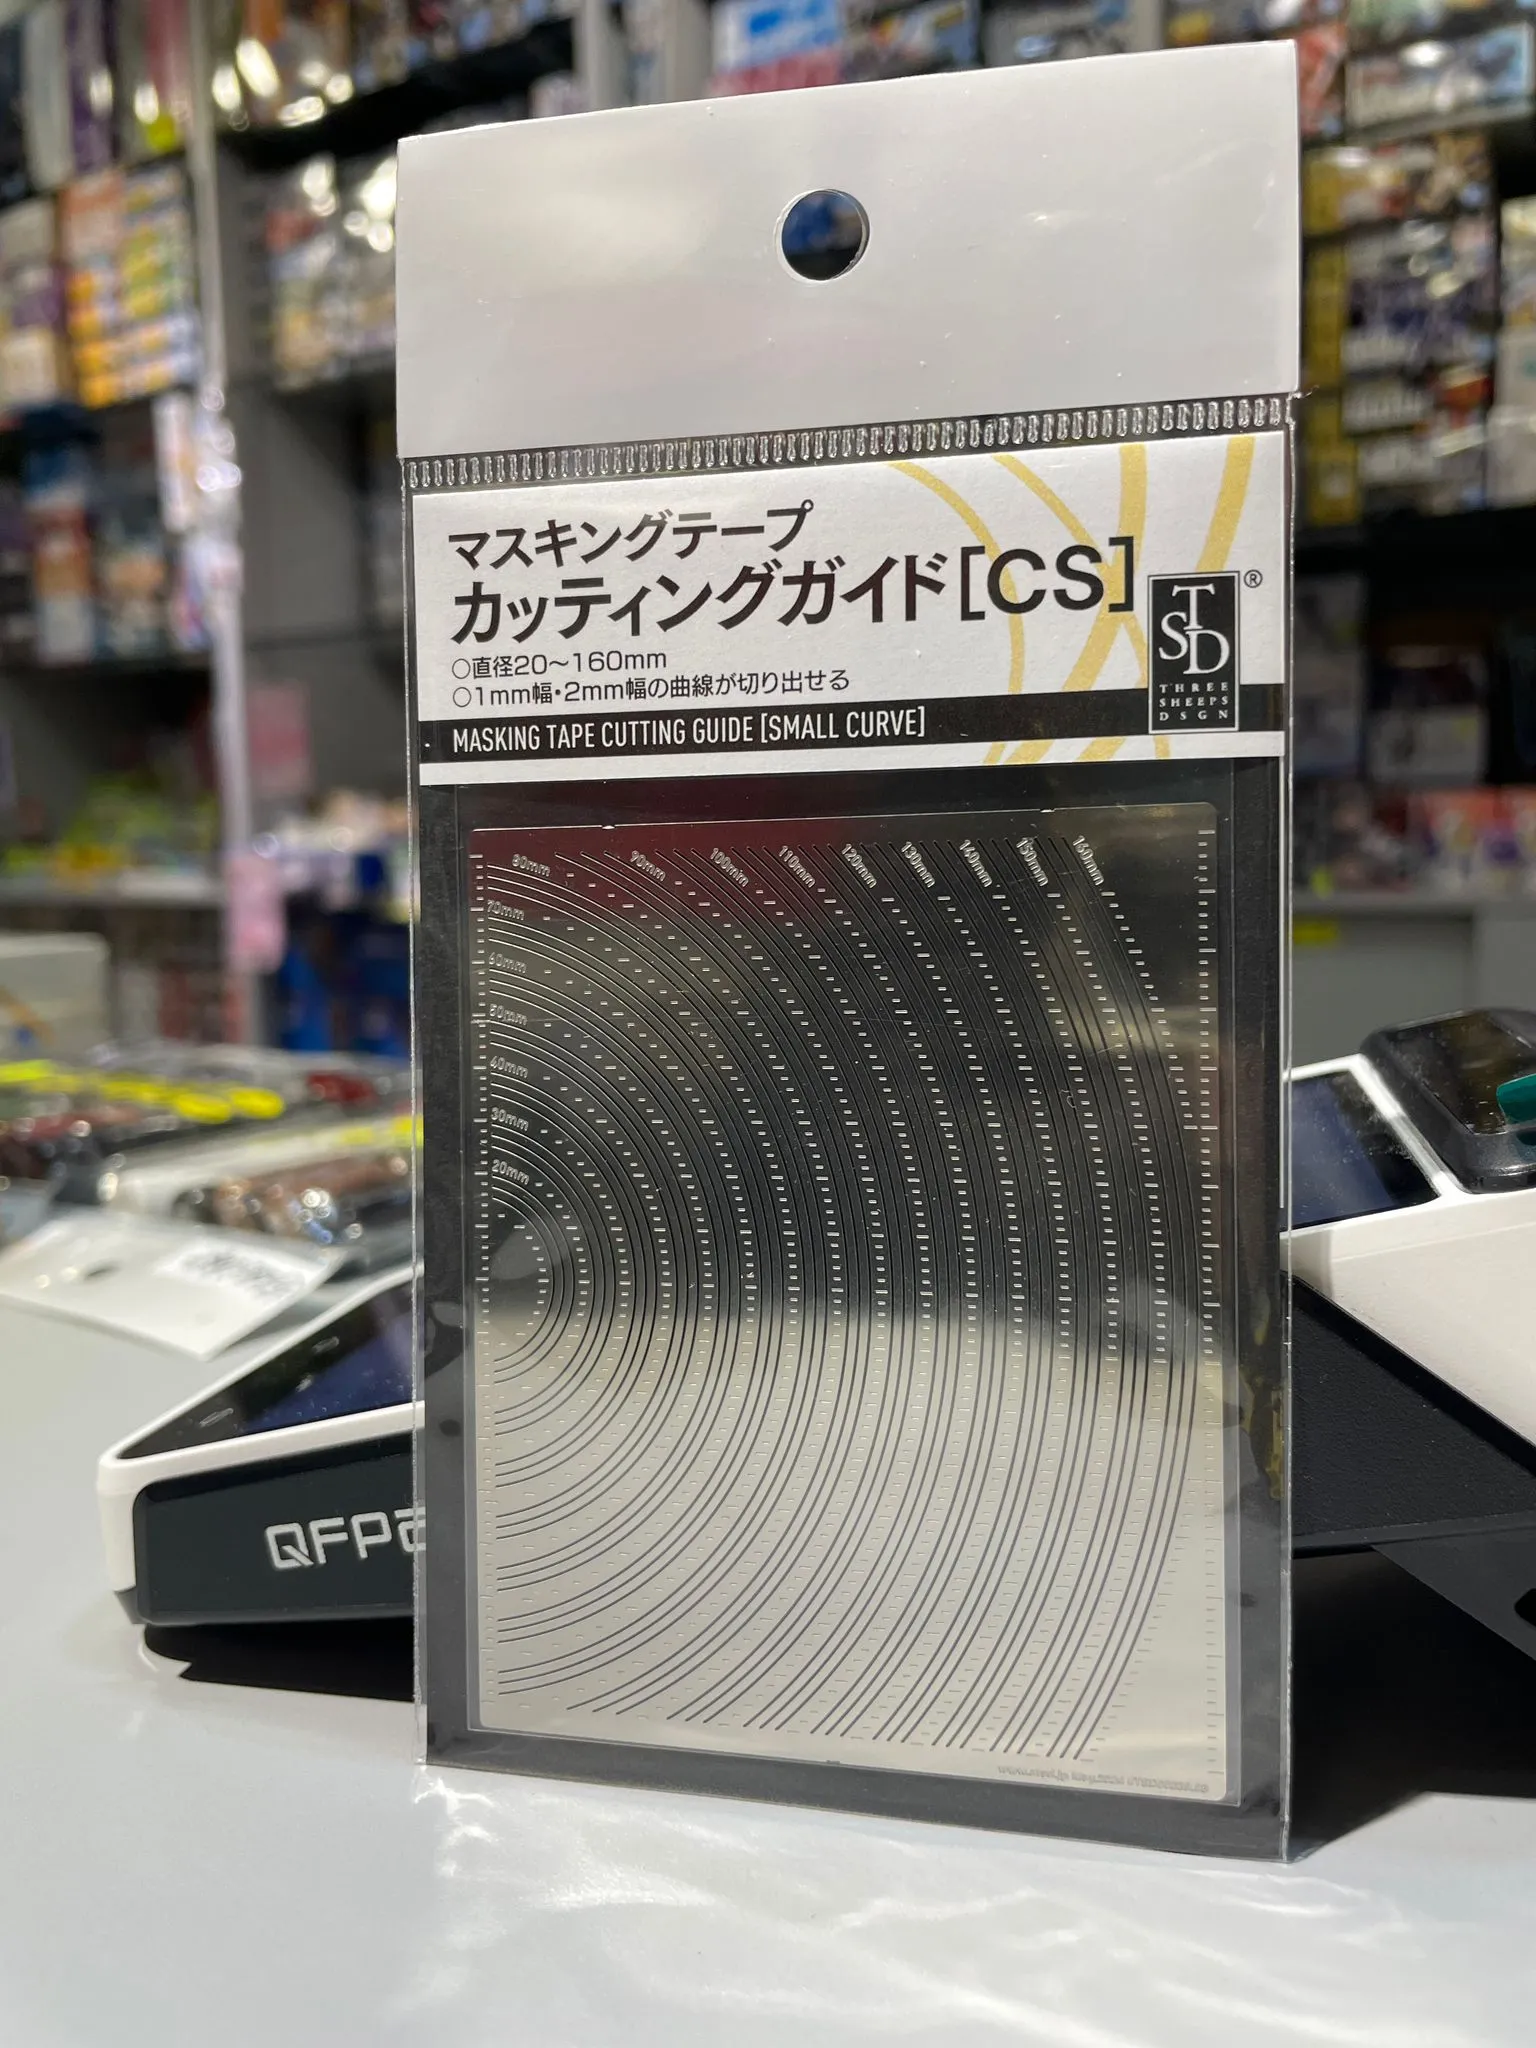 マスキングテープ
カッティングガイド[CS]
○直径20〜160mm
○1mm幅・2mm幅の曲線が切り出せる
MASKING TAPE CUTTING GUIDE [SMALL CURVE]
TSD®
THREE
SHEEPS
DSGN
80mm 90mm 100mm 110mm 120mm 130mm 140mm 150mm 160mm
70mm
60mm
50mm
40mm
30mm
20mm
QFP